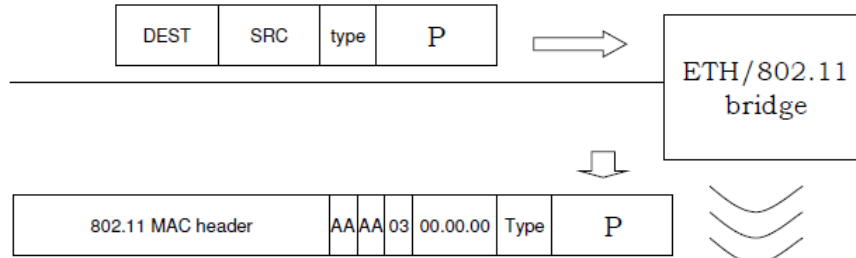 DEST SRC type P
ETH/802.11
bridge
802.11 MAC header AA AA 03 00.00.00 Type P